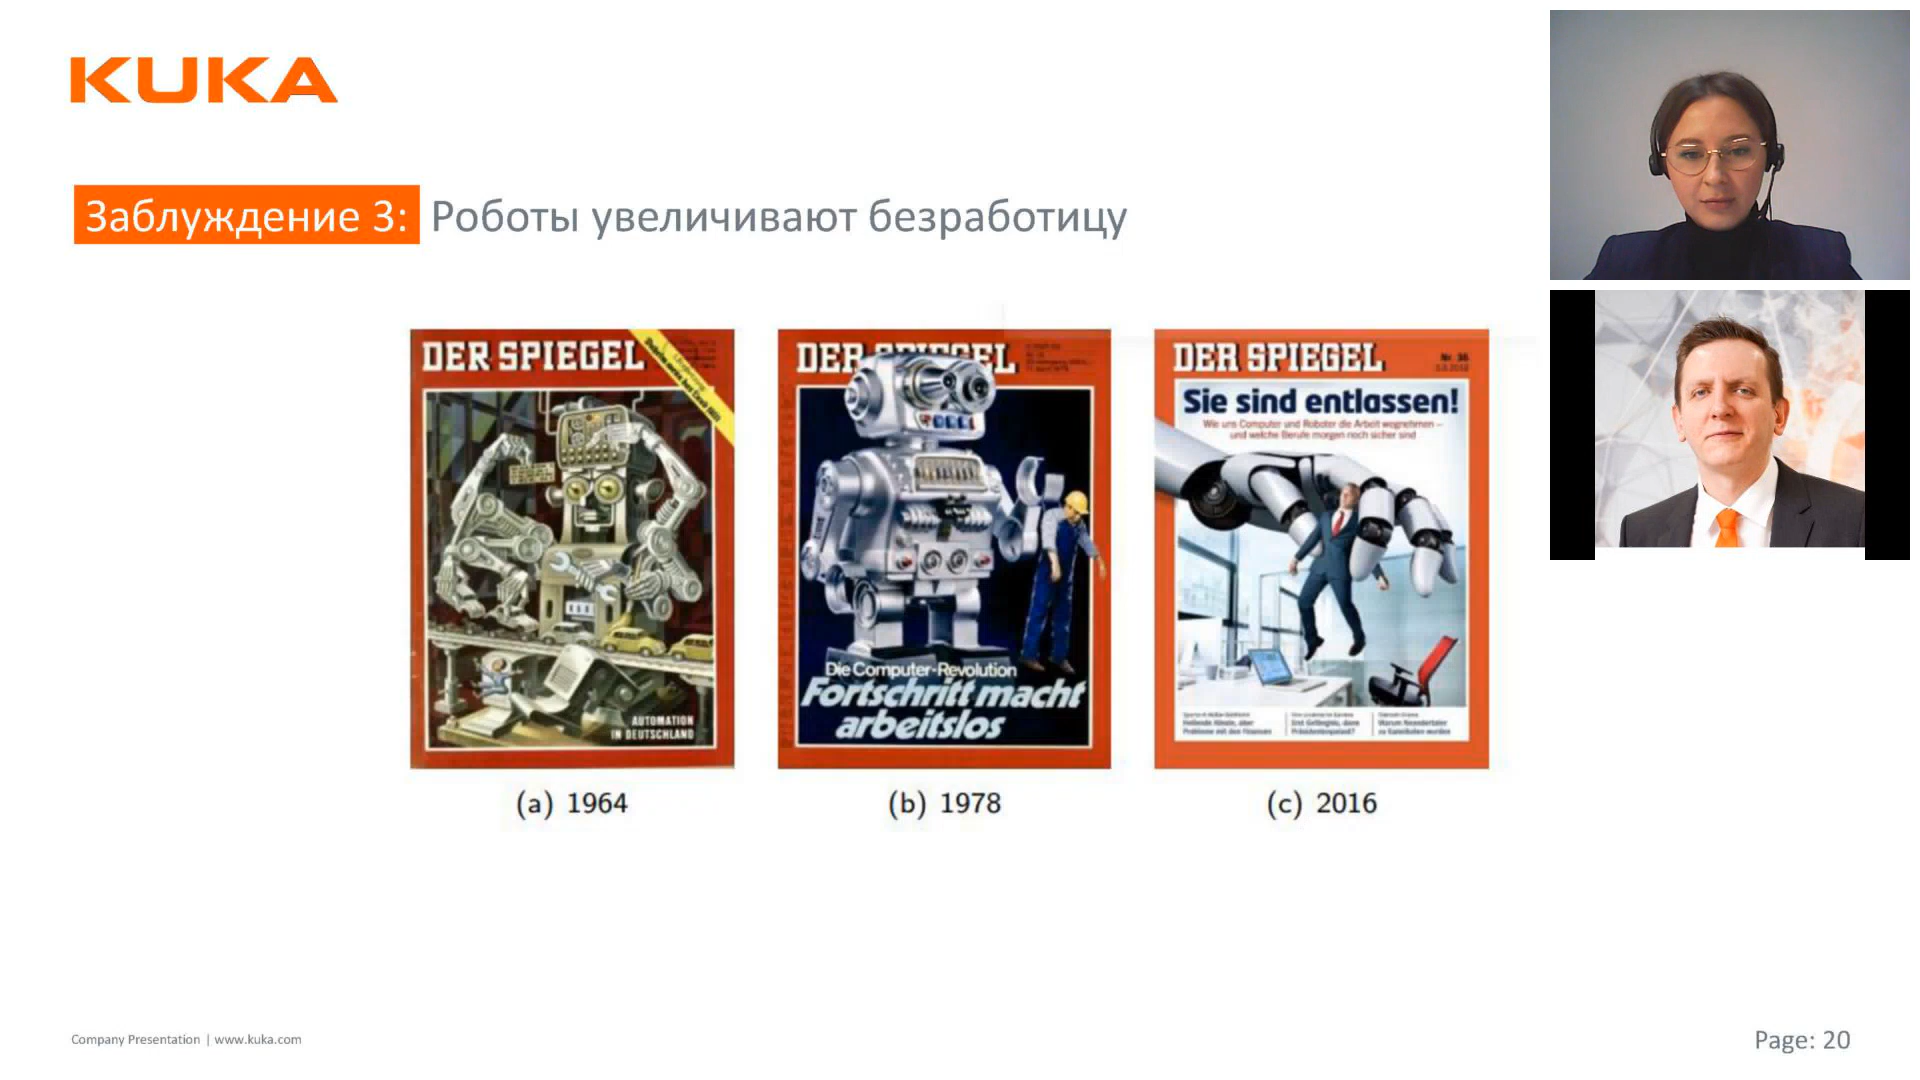 KUKA
Заблуждение 3: Роботы увеличивают безработицу
DER SPIEGEL
AUTOMATION
IN DEUTSCHLAND
(a) 1964
DER SPIEGEL
Die Computer-Revolution
Fortschritt macht
arbeitslos
(b) 1978
DER SPIEGEL
Nr. 36
Sie sind entlassen!
Wie uns Computer und Roboter die Arbeit wegnehmen –
und welche Berufe morgen noch sicher sind
(c) 2016
Company Presentation | www.kuka.com
Page: 20